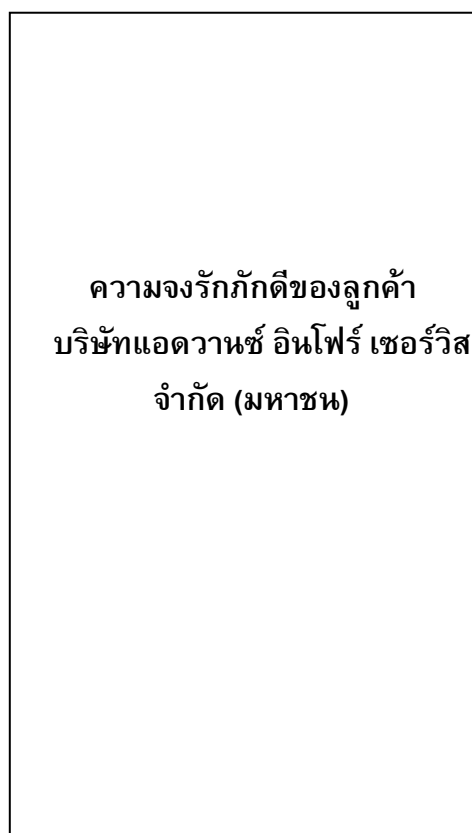 ความจงรักภักดีของลูกค้า
บริษัทแอดวานซ์ อินโฟร์ เซอร์วิส
จำกัด (มหาชน)